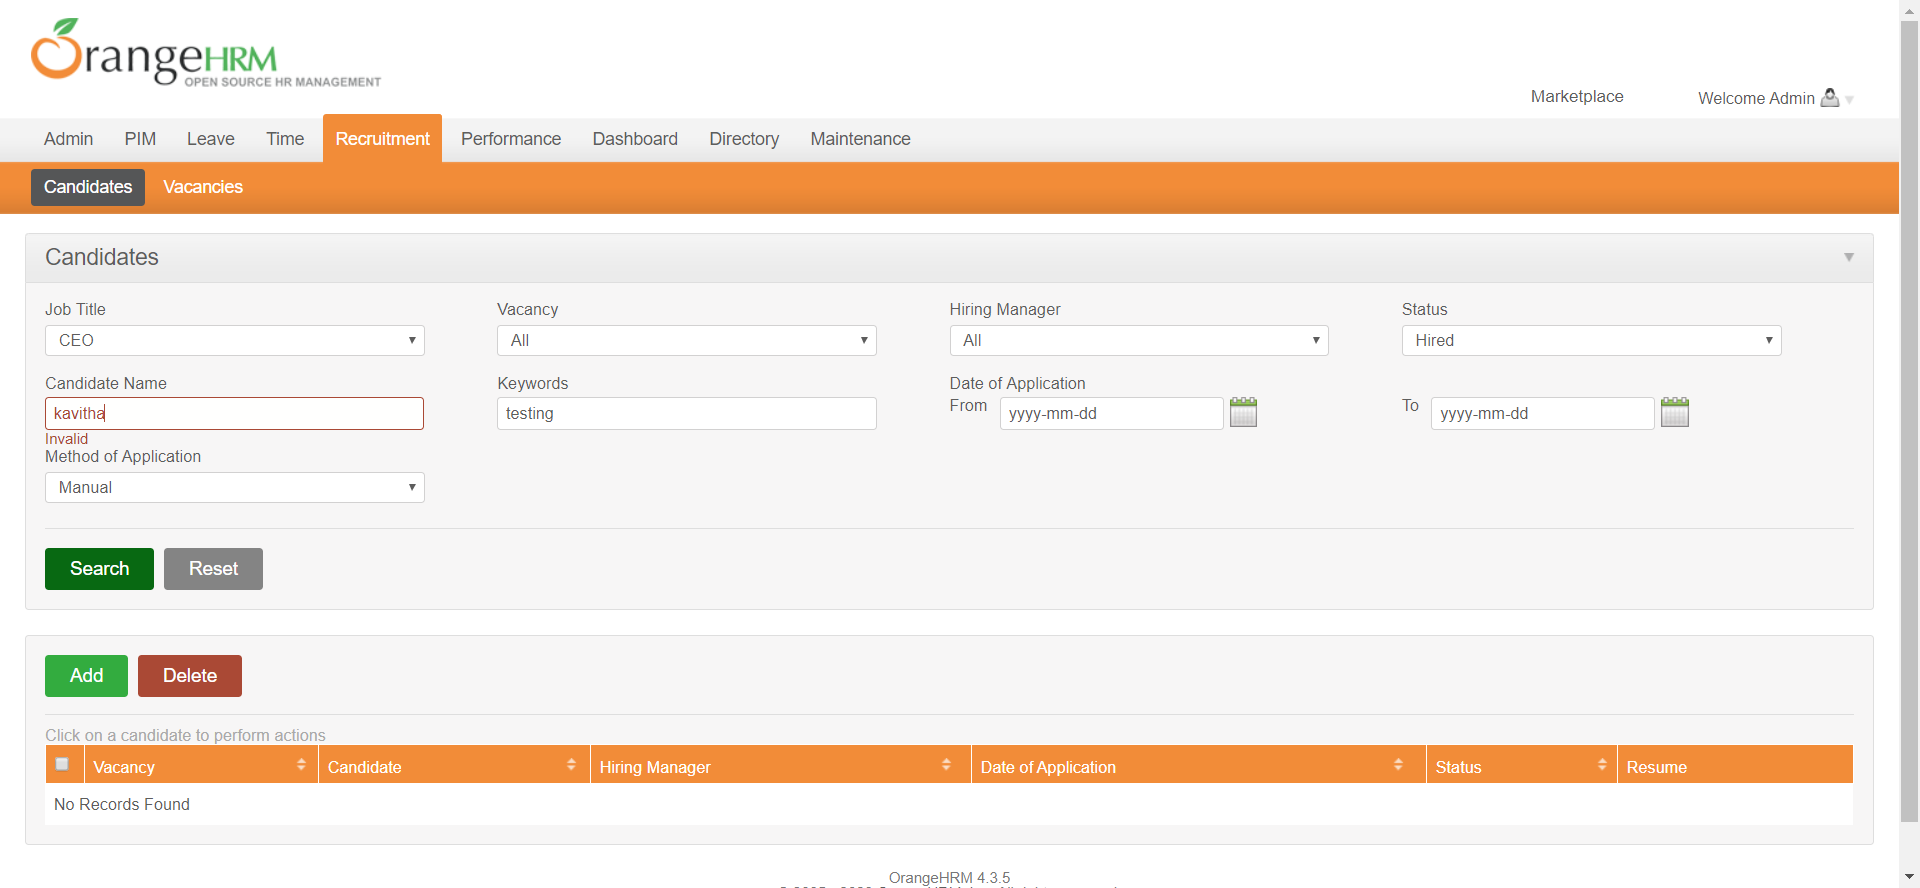 OrangeHRM
OPEN SOURCE HR MANAGEMENT
Marketplace
Welcome Admin
Admin PIM Leave Time Recruitment Performance Dashboard Directory Maintenance
Candidates Vacancies
Candidates
Job Title Vacancy Hiring Manager Status
CEO All All Hired
Candidate Name Keywords Date of Application
kavitha testing From yyyy-mm-dd To yyyy-mm-dd
Invalid
Method of Application
Manual
Search Reset
Add Delete
Click on a candidate to perform actions
Vacancy Candidate Hiring Manager Date of Application Status Resume
No Records Found
OrangeHRM 4.3.5